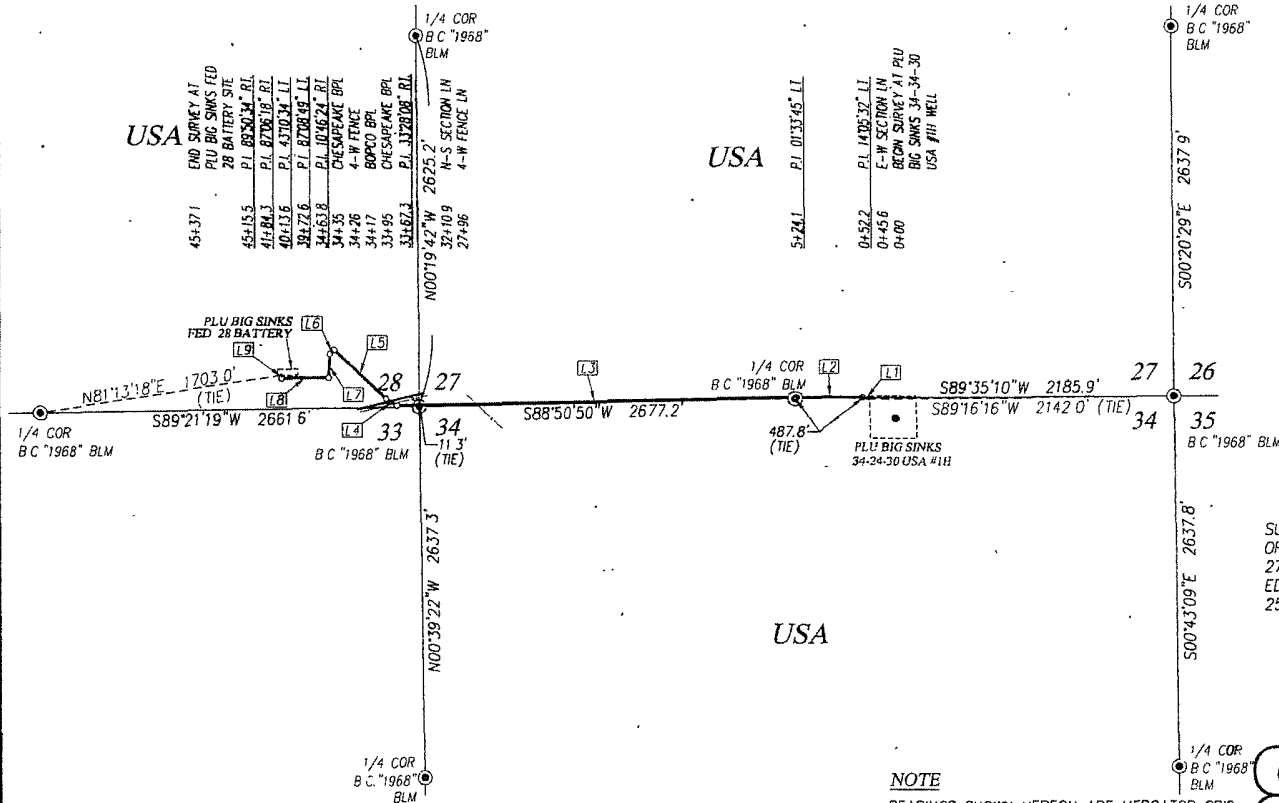 1/4 COR
B C "1968"
BLM
1/4 COR
B C "1968"
BLM
USA
END SURVEY AT
PLU BIG SINKS FED
28 BATTERY SITE
45+37.1
P.I. 89°50'34" RT.
45+15.5
P.I. 87°06'18" RT.
41+84.3
P.I. 43°10'34" LT
40+13.6
P.I. 87°08'49" LT
39+72.6
P.I. 10°46'24" RT
34+63.8
CHESAPEAKE BPL
34+35
4-W FENCE
34+26
BOPCO BPL
34+17
CHESAPEAKE BPL
33+95
P.I. 33°28'08" RT.
33+67.3
N-S SECTION LN
32+10.9
4-W FENCE LN
27+96
N00°19'42"W 2625.2'
USA
P.I. 01°33'45" LT
5+24.1
P.I. 14°05'32" LT
0+52.2
E-W SECTION LN
0+45.6
BEGIN SURVEY AT PLU
BIG SINKS 34-34-30
USA #1H WELL
0+00
S00°20'29"E 2637.9'
PLU BIG SINKS
FED 28 BATTERY
L9
L6
L5
L3
1/4 COR
B C "1968" BLM
L2
L1
27
26
N81°13'18"E 1703.0'
(TIE)
L8
L7
28
27
S89°35'10"W 2185.9'
S89°21'19"W 2661.6'
S88°50'50"W 2677.2'
S89°16'16"W 2142.0' (TIE)
1/4 COR
B C "1968" BLM
L4
33
34
B C "1968" BLM
11.3'
(TIE)
487.8'
(TIE)
PLU BIG SINKS
34-24-30 USA #1H
34
35
B C "1968" BLM
N00°39'22"W 2637.3'
S00°43'09"E 2637.8'
USA
1/4 COR
B C. "1968"
BLM
1/4 COR
B C "1968"
BLM
NOTE